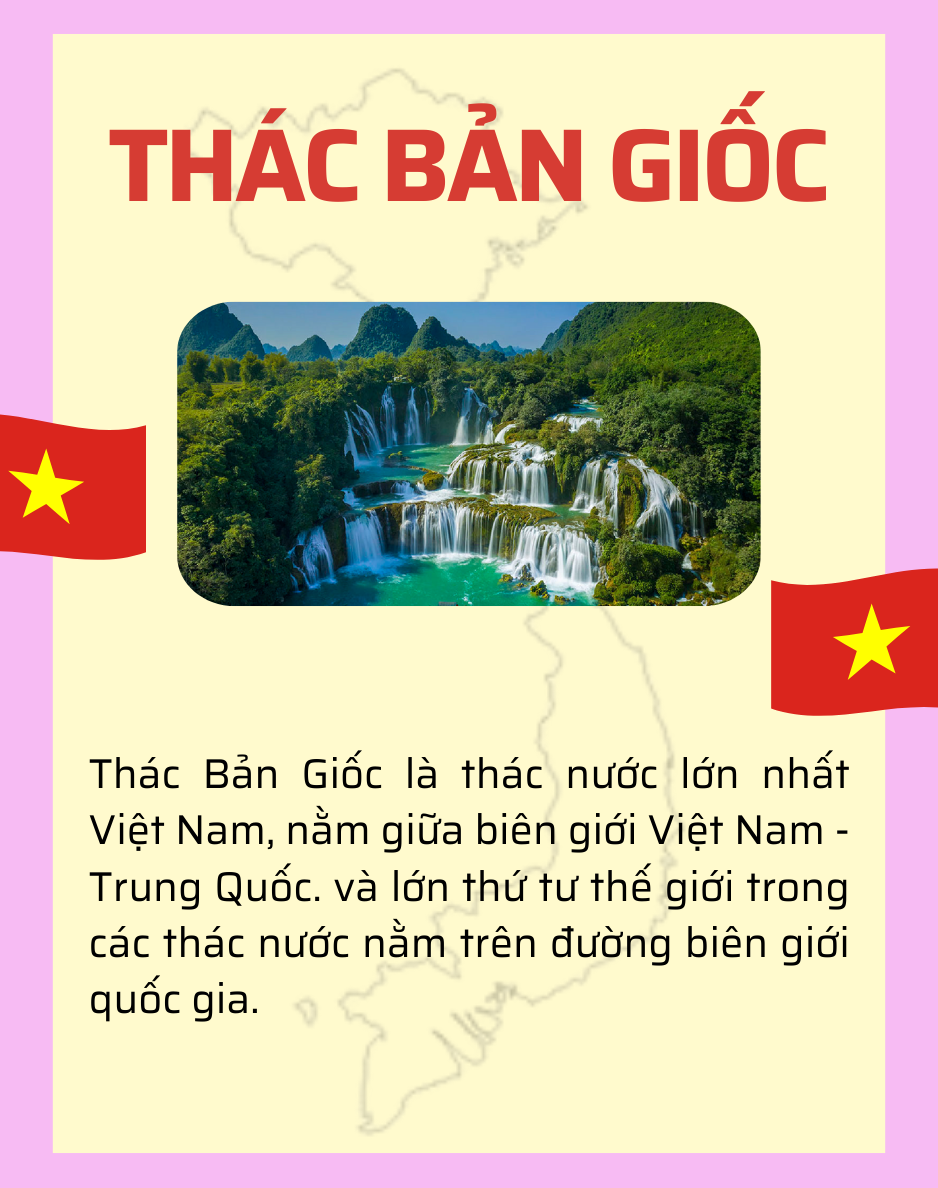 THÁC BẢN GIỐC
Thác Bản Giốc là thác nước lớn nhất
Việt Nam, nằm giữa biên giới Việt Nam -
Trung Quốc. và lớn thứ tư thế giới trong
các thác nước nằm trên đường biên giới
quốc gia.